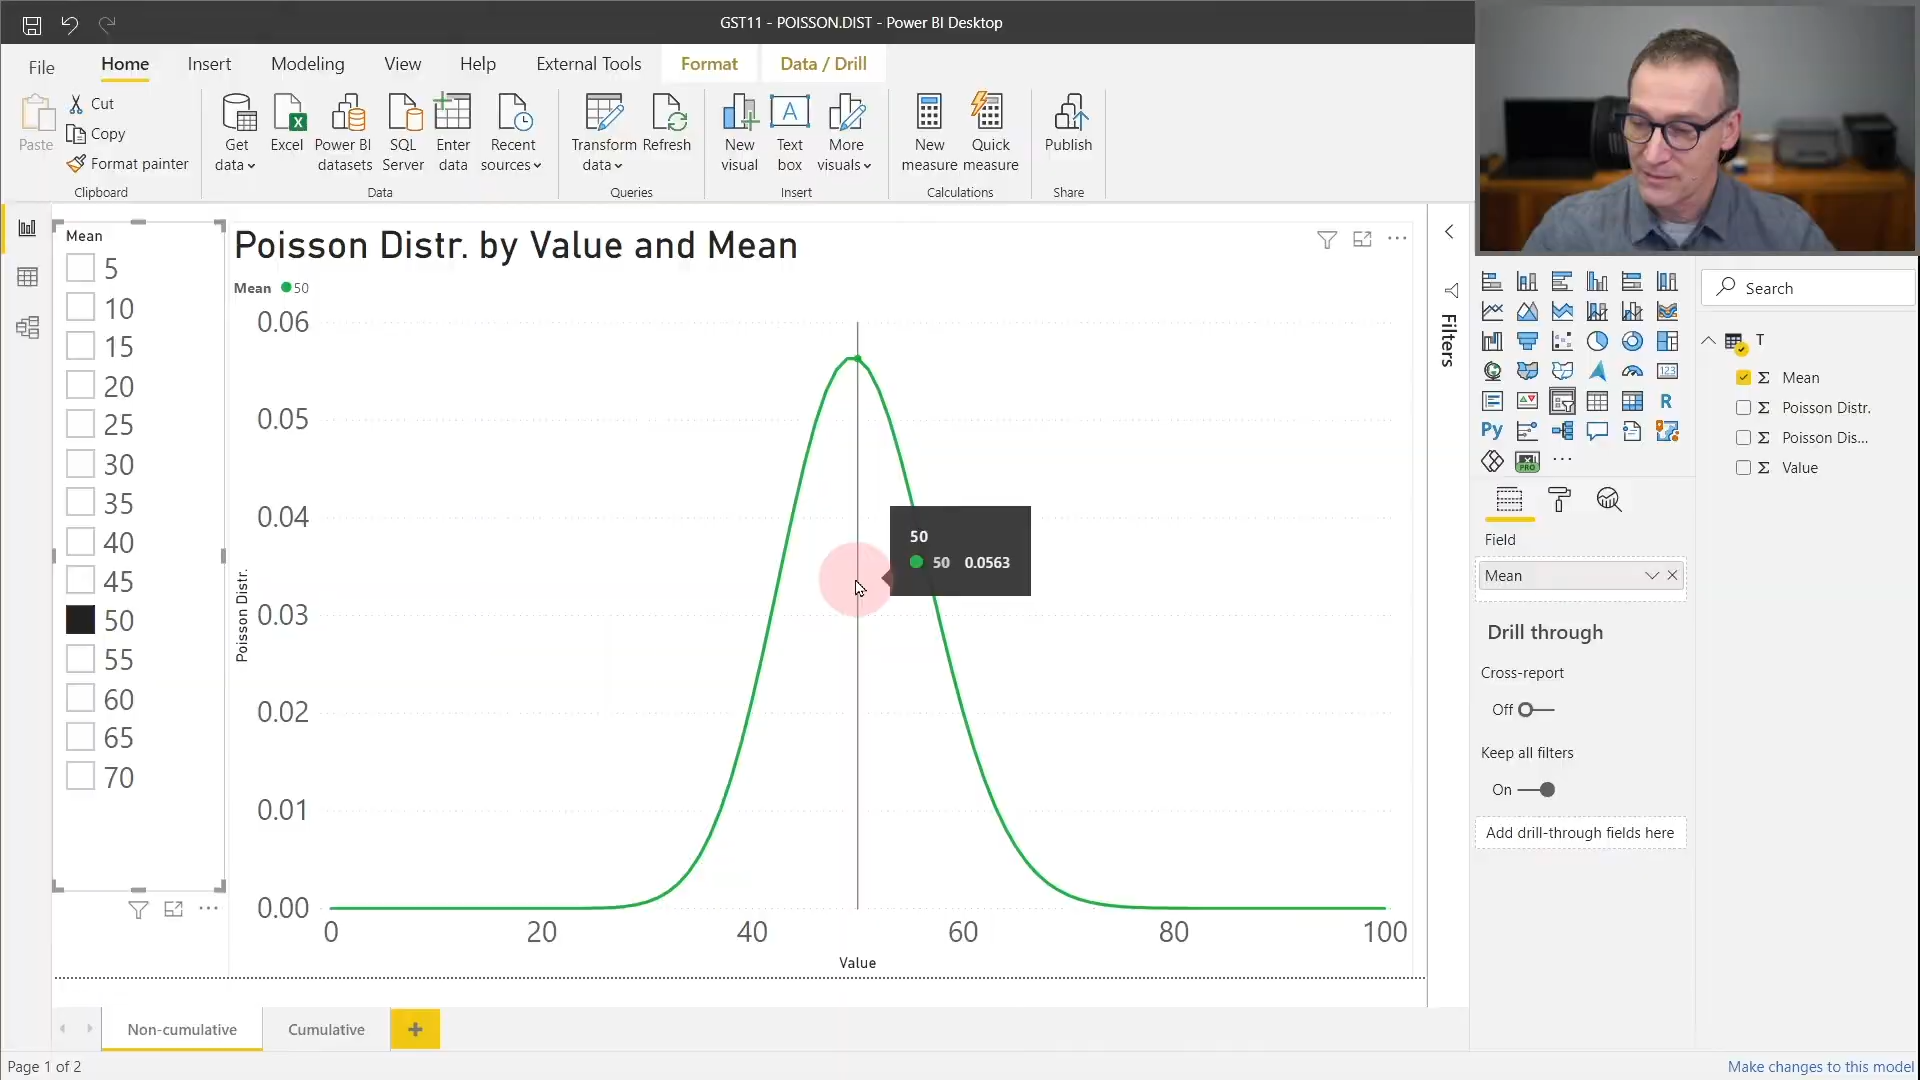 GST11 - POISSON.DIST - Power BI Desktop
File
Home
Insert
Modeling
View
Help
External Tools
Format
Data / Drill
Paste
Cut
Copy
Format painter
Clipboard
Get data
Excel
Power BI datasets
SQL Server
Enter data
Recent sources
Data
Transform data
Refresh
Queries
New visual
Text box
More visuals
Insert
New measure
Quick measure
Calculations
Publish
Share
Mean
5
10
15
20
25
30
35
40
45
50
55
60
65
70
Poisson Distr. by Value and Mean
Mean 50
0.06
0.05
0.04
0.03
0.02
0.01
0.00
Poisson Distr.
50
50 0.0563
0
20
40
60
80
100
Value
Filters
123
R
Py
PRO
Field
Mean
Drill through
Cross-report
Off
Keep all filters
On
Add drill-through fields here
Search
T
Mean
Poisson Distr.
Poisson Dis...
Value
Non-cumulative
Cumulative
Page 1 of 2
Make changes to this model